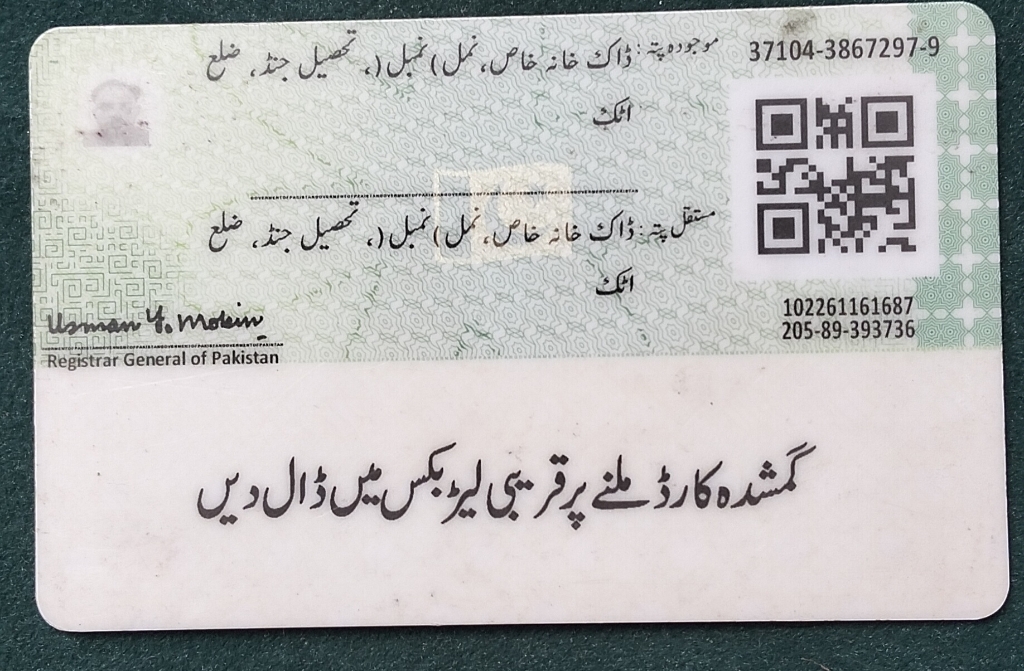 37104-3867297-9
موجودہ پتہ: ڈاک خانہ خاص، نمل)نمبل(، تحصیل جنڈ، ضلع
اٹک
مستقل پتہ: ڈاک خانہ خاص، نمل)نمبل(، تحصیل جنڈ، ضلع
اٹک
102261161687
205-89-393736
Usman Y. Mobin
Registrar General of Pakistan
گمشدہ کارڈ ملنے پر قریبی لیٹر بکس میں ڈال دیں